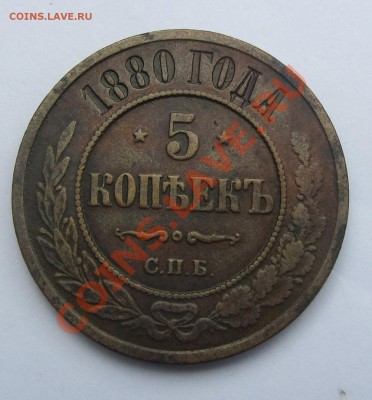 COINS.LAVE.RU
1880 ГОДА
5
КОПѢЕКЪ
С.П.Б.
COINS.LAVE.RU